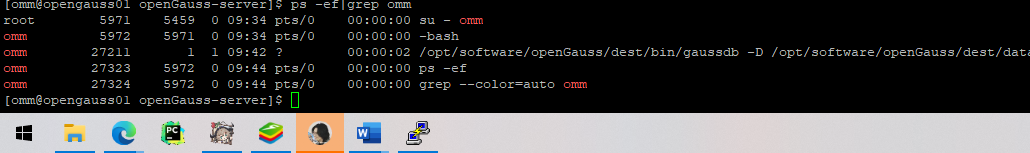 [omm@opengauss01 openGauss-server]$ ps -ef|grep omm
root      5971  5459  0 09:34 pts/0    00:00:00 su - omm
omm       5972  5971  0 09:34 pts/0    00:00:00 -bash
omm      27211     1  1 09:42 ?        00:00:02 /opt/software/openGauss/dest/bin/gaussdb -D /opt/software/openGauss/dest/data
omm      27323  5972  0 09:44 pts/0    00:00:00 ps -ef
omm      27324  5972  0 09:44 pts/0    00:00:00 grep --color=auto omm
[omm@opengauss01 openGauss-server]$
PC W